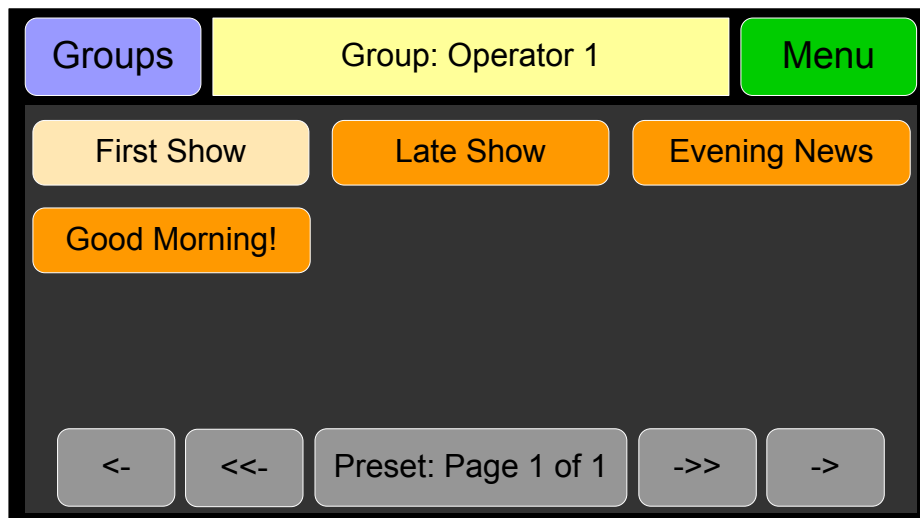 Groups
Group: Operator 1
Menu
First Show
Late Show
Evening News
Good Morning!
<-
<<-
Preset: Page 1 of 1
->>
->